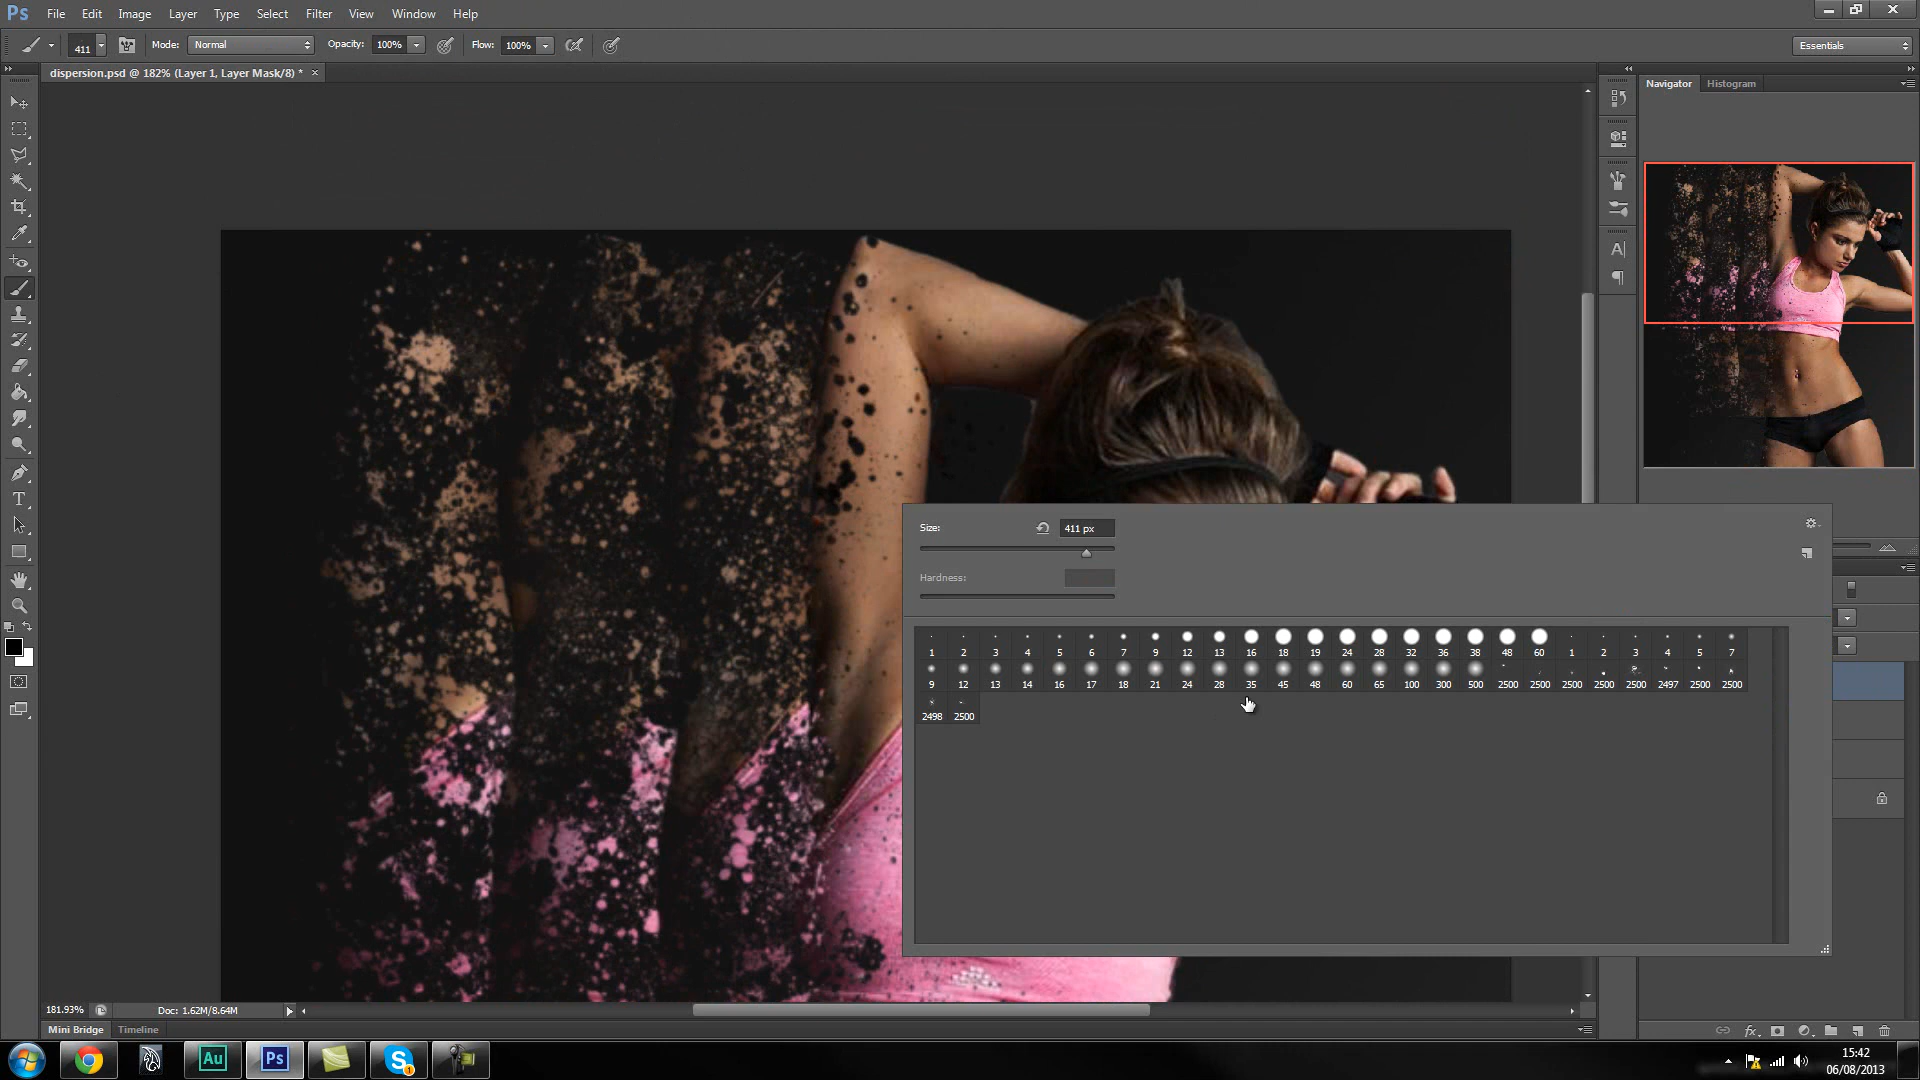 Ps File Edit Image Layer Type Select Filter View Window Help
411 Mode: Normal Opacity: 100% Flow: 100% Essentials
dispersion.psd @ 182% (Layer 1, Layer Mask/8) * ×
Navigator Histogram
A|
T
Size: 411 px
Hardness:
1 2 3 4 5 6 7 9 12 13 16 18 19 24 28 32 36 38 48 60 1 2 3 4 5 7
9 12 13 14 16 17 18 21 24 28 35 45 48 60 65 100 300 500 2500 2500 2500 2500 2500 2497 2500 2500
2498 2500
181.93% Doc: 1.62M/8.64M
Mini Bridge Timeline
fx
Au Ps S 1
15:42
06/08/2013